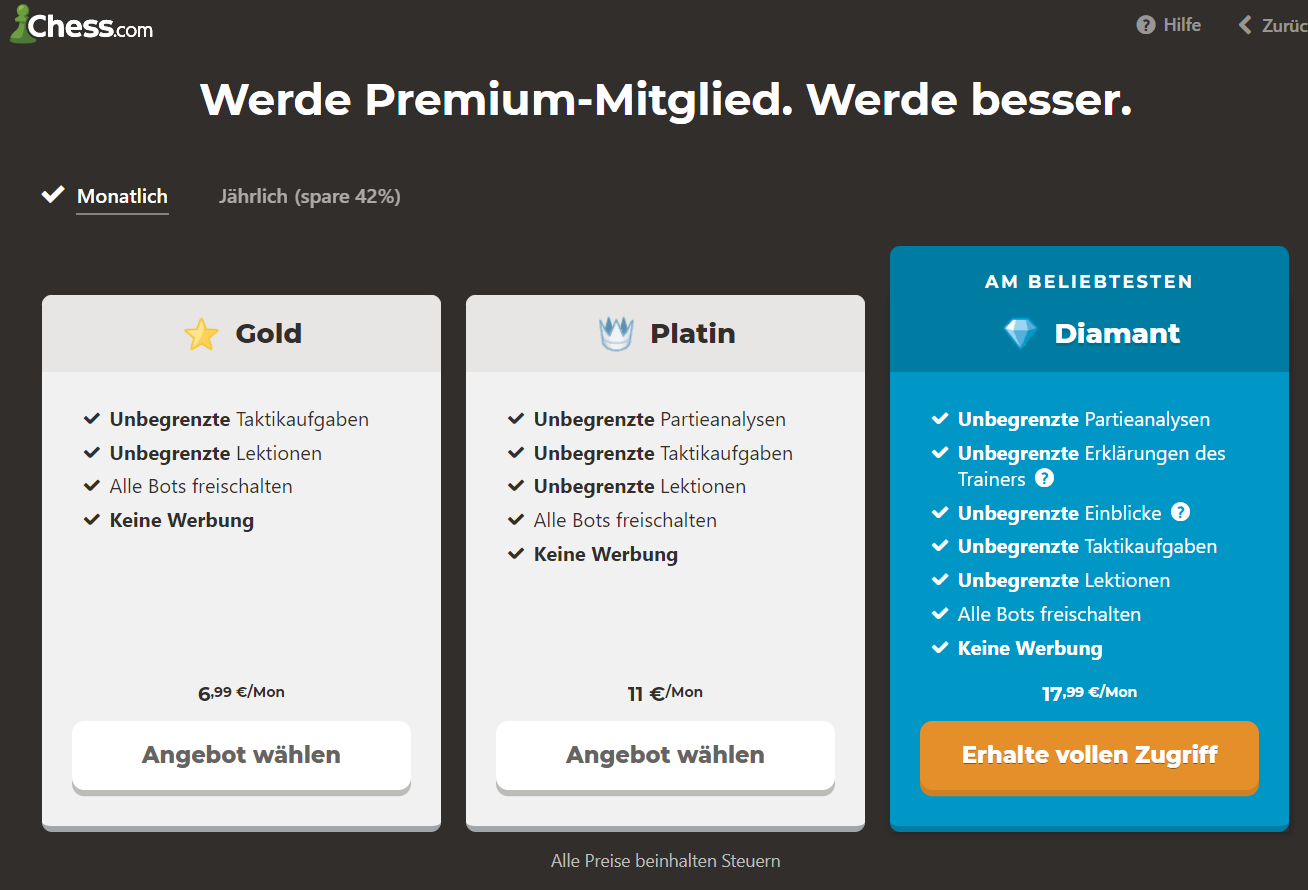 Chess.com
Hilfe
Zurüc
Werde Premium-Mitglied. Werde besser.
Monatlich
Jährlich (spare 42%)
Gold
Unbegrenzte Taktikaufgaben
Unbegrenzte Lektionen
Alle Bots freischalten
Keine Werbung
6,99 €/Mon
Angebot wählen
Platin
Unbegrenzte Partieanalysen
Unbegrenzte Taktikaufgaben
Unbegrenzte Lektionen
Alle Bots freischalten
Keine Werbung
11 €/Mon
Angebot wählen
AM BELIEBTESTEN
Diamant
Unbegrenzte Partieanalysen
Unbegrenzte Erklärungen des
Trainers ?
Unbegrenzte Einblicke ?
Unbegrenzte Taktikaufgaben
Unbegrenzte Lektionen
Alle Bots freischalten
Keine Werbung
17,99 €/Mon
Erhalte vollen Zugriff
Alle Preise beinhalten Steuern